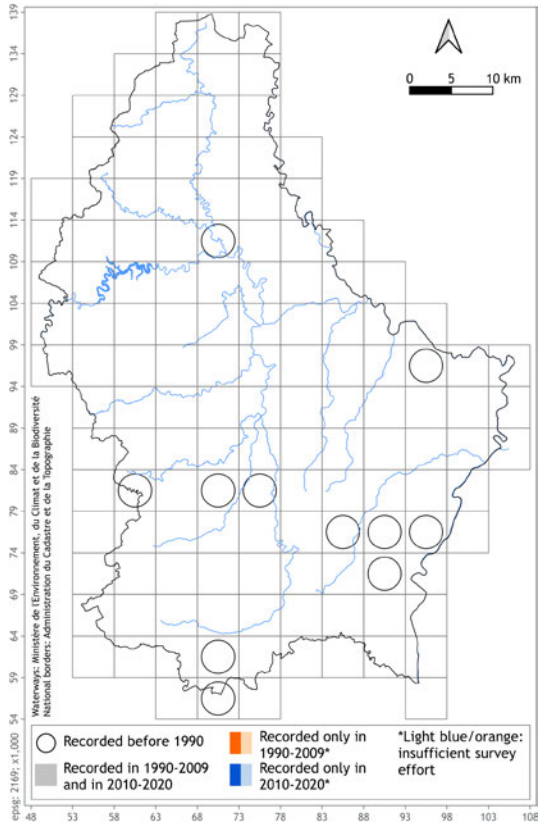 139
134
129
124
119
114
109
104
99
94
89
84
79
74
69
64
59
54
0 5 10 km
Waterways: Ministère de l'Environnement, du Climat et de la Biodiversité
National borders: Administration du Cadastre et de la Topographie
epsg: 2169; x1,000
Recorded before 1990
Recorded in 1990-2009
and in 2010-2020
Recorded only in
1990-2009*
Recorded only in
2010-2020*
*Light blue/orange:
insufficient survey
effort
48 53 58 63 68 73 78 83 88 93 98 103 108